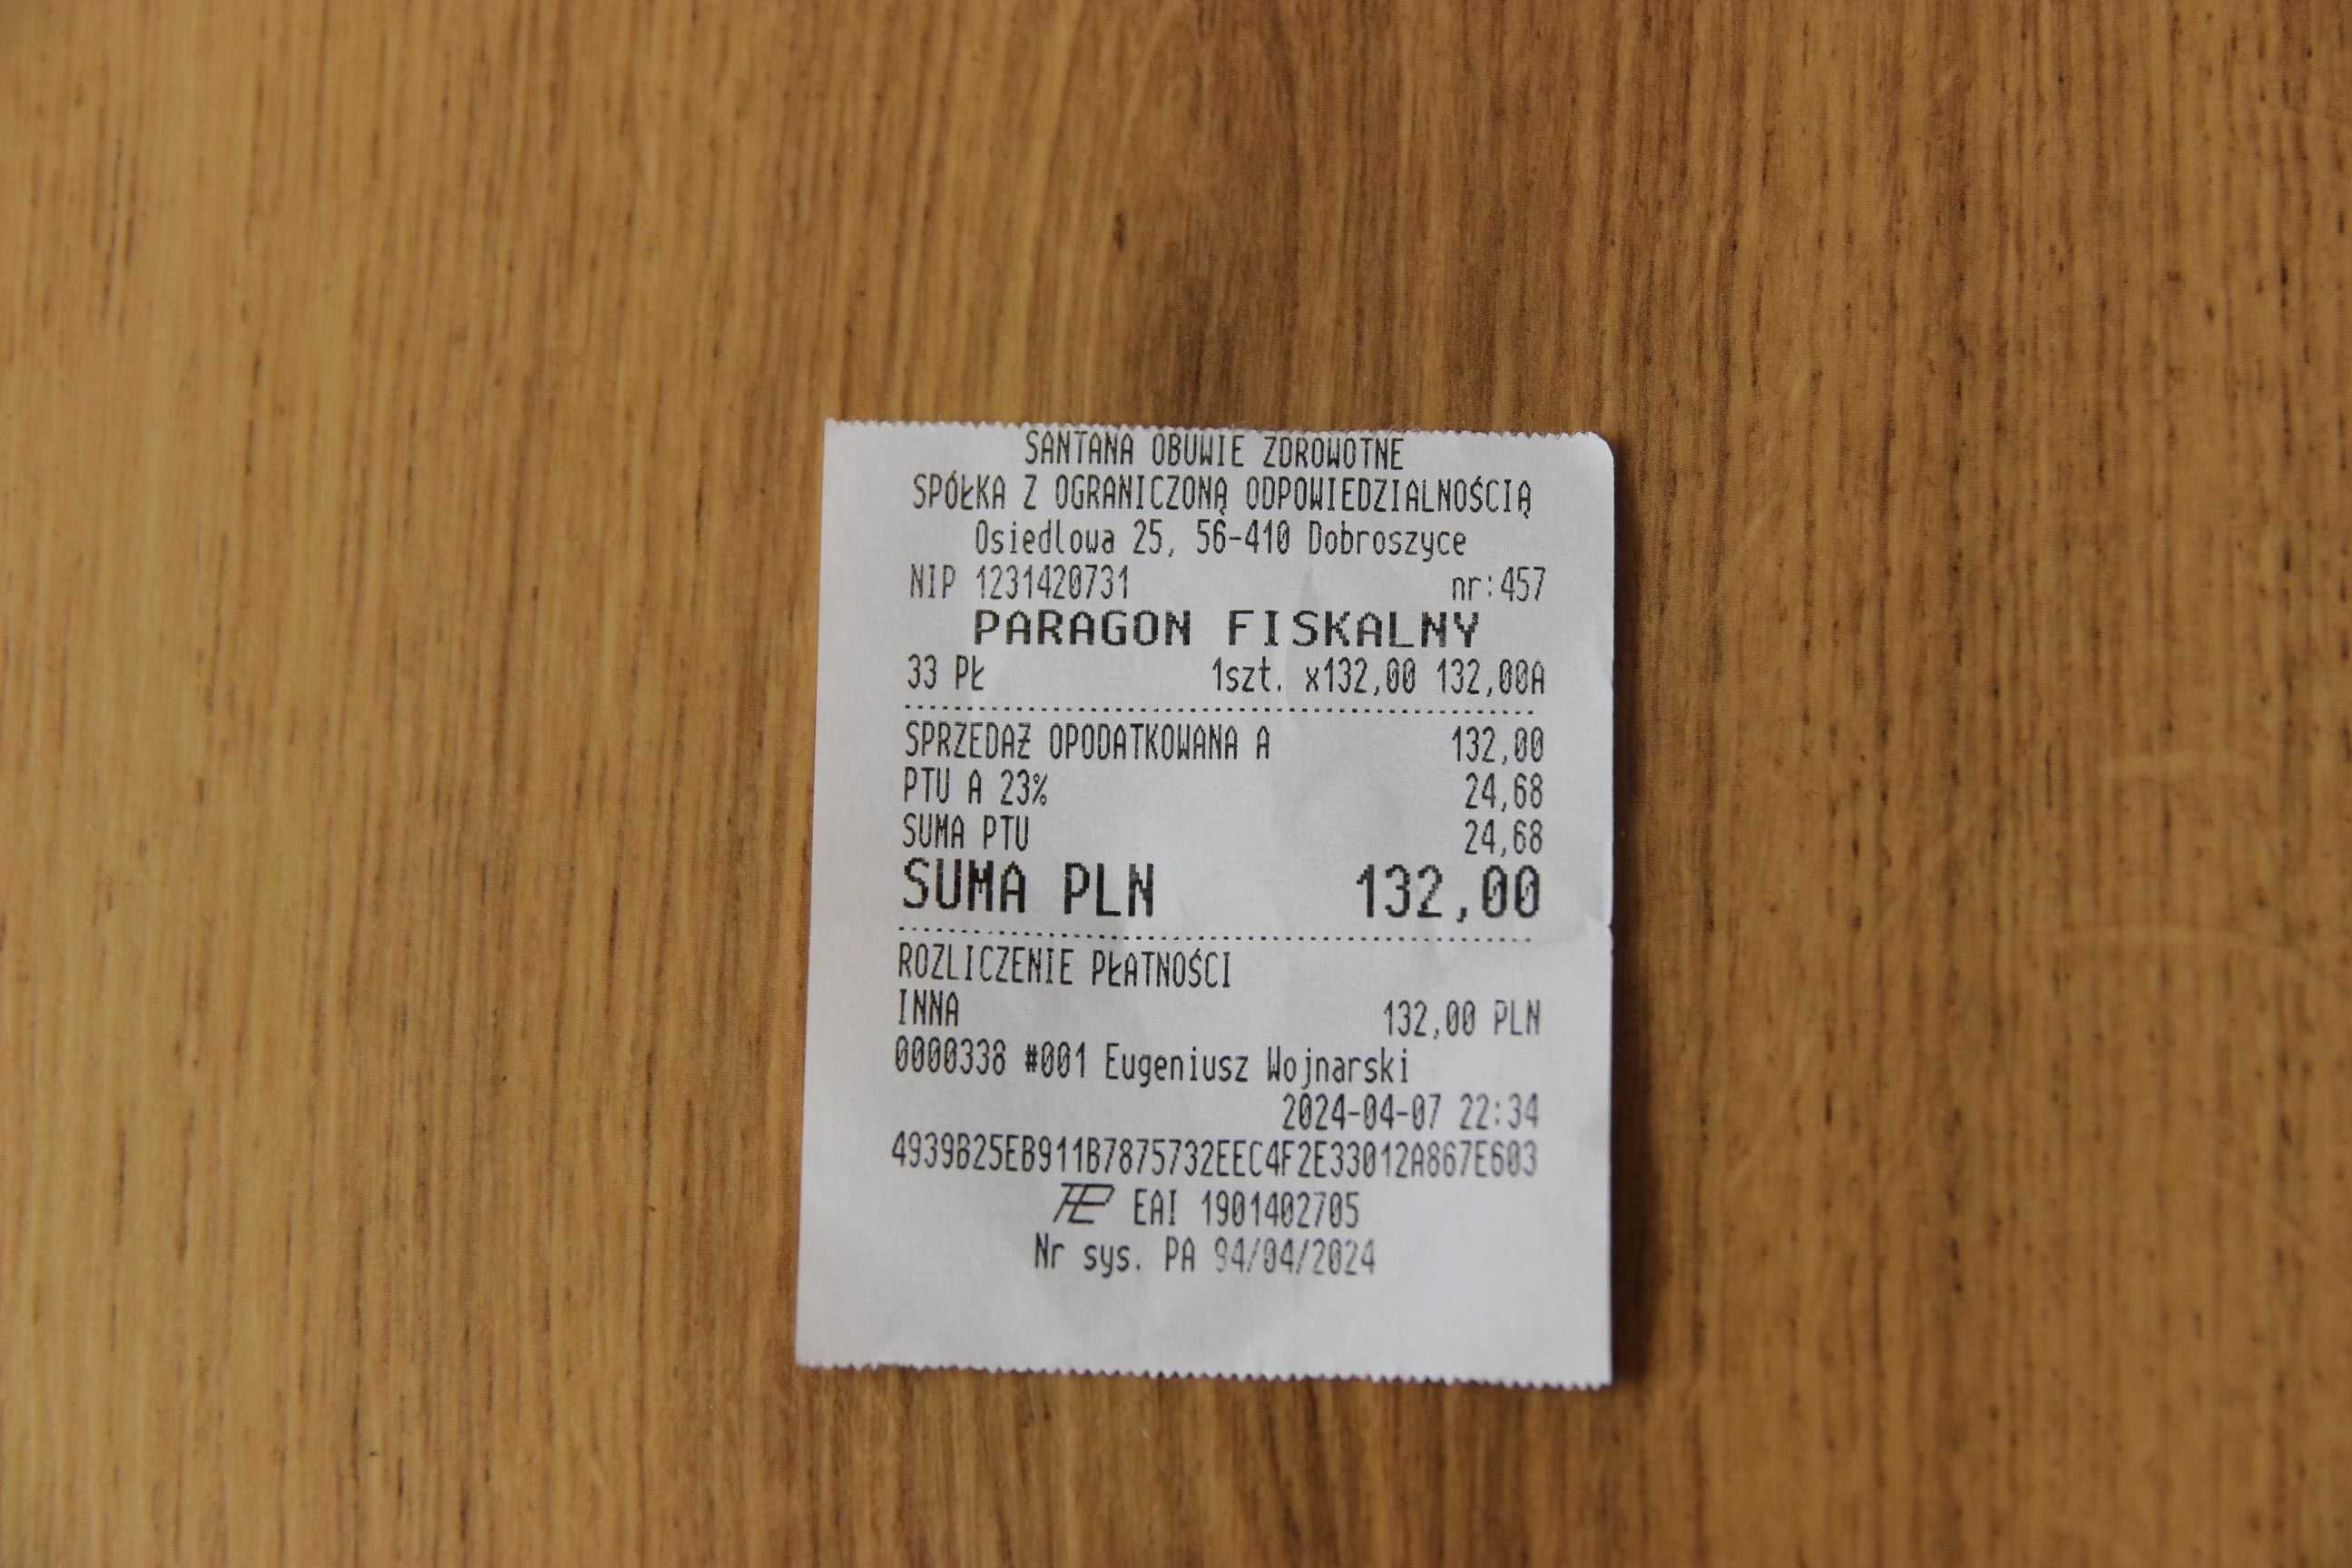 SANTANA OBUWIE ZDROWOTNE
SPÓŁKA Z OGRANICZONĄ ODPOWIEDZIALNOŚCIĄ
Osiedlowa 25, 56-410 Dobroszyce
NIP 1231420731 nr:457
PARAGON FISKALNY
33 PŁ 1szt. x132,00 132,00A
SPRZEDAŻ OPODATKOWANA A 132,00
PTU A 23% 24,68
SUMA PTU 24,68
SUMA PLN 132,00
ROZLICZENIE PŁATNOŚCI
INNA 132,00 PLN
0000338 #001 Eugeniusz Wojnarski
2024-04-07 22:34
4939B25EB911B7875732EEC4F2E33012A867E603
EAI 1901402705
Nr sys. PA 94/04/2024